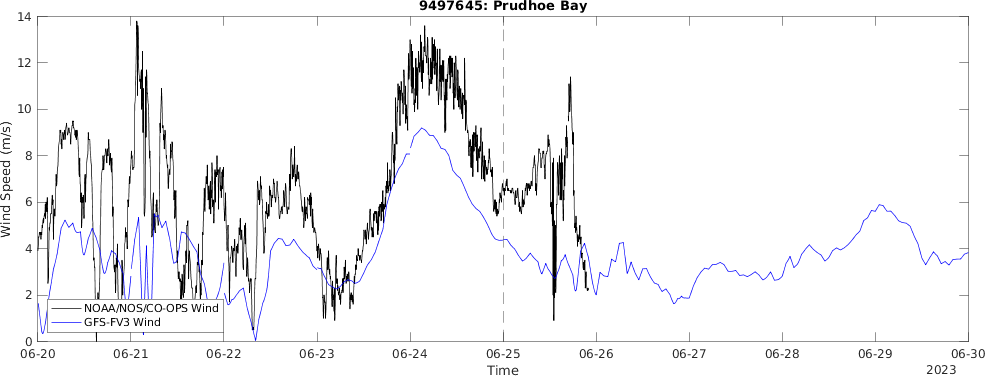 9497645: Prudhoe Bay
14
12
10
8
6
4
2
0
Wind Speed (m/s)
NOAA/NOS/CO-OPS Wind
GFS-FV3 Wind
06-20 06-21 06-22 06-23 06-24 06-25 06-26 06-27 06-28 06-29 06-30
Time
2023